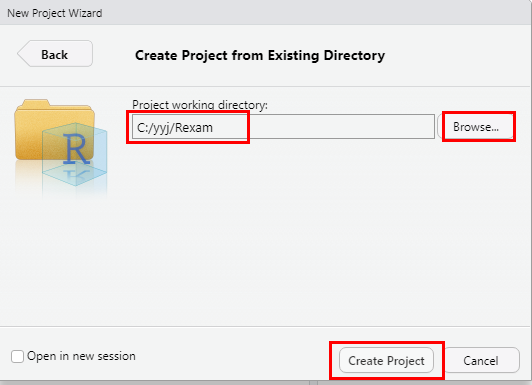 New Project Wizard
Back
Create Project from Existing Directory
Project working directory:
C:/yyj/Rexam
Browse...
R
Open in new session
Create Project
Cancel